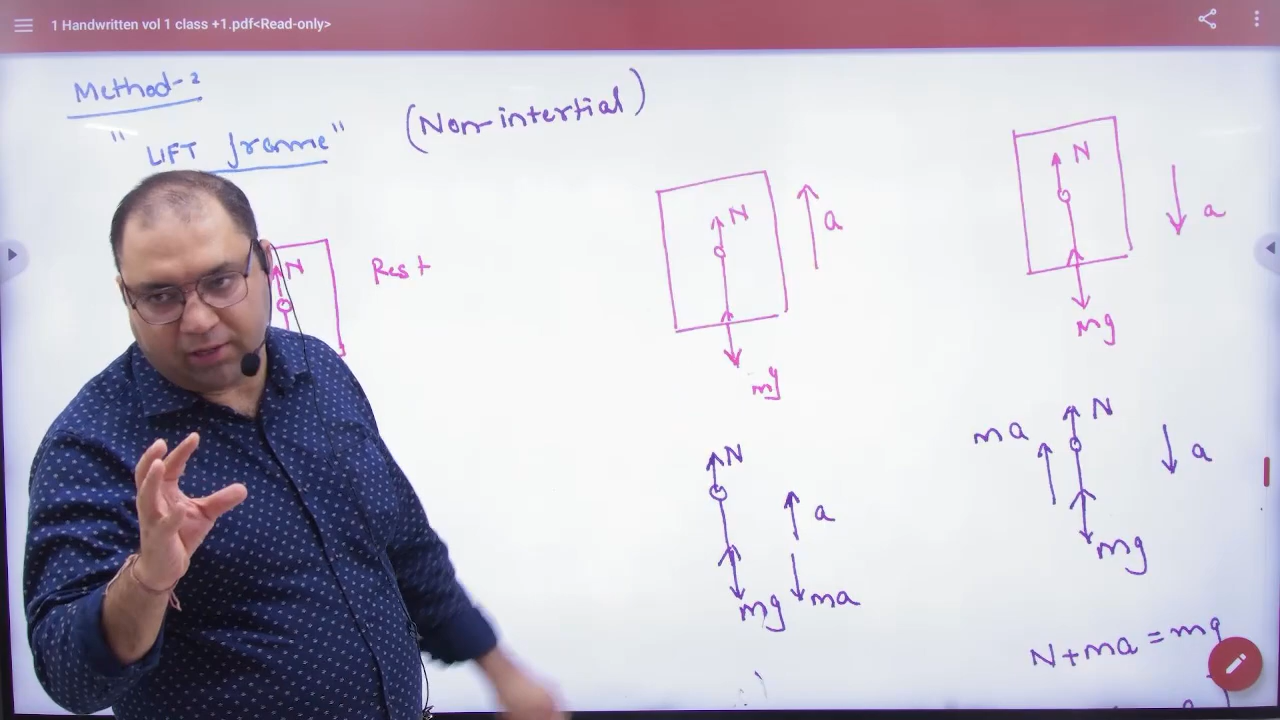 1 Handwritten vol 1 class +1.pdf<Read-only>
Method-2
"LIFT frame"
(Non-intertial)
N
Rest
N
a
mg
N
a
mg
N
a
mg
ma
ma
N
a
mg
N+ma=mg